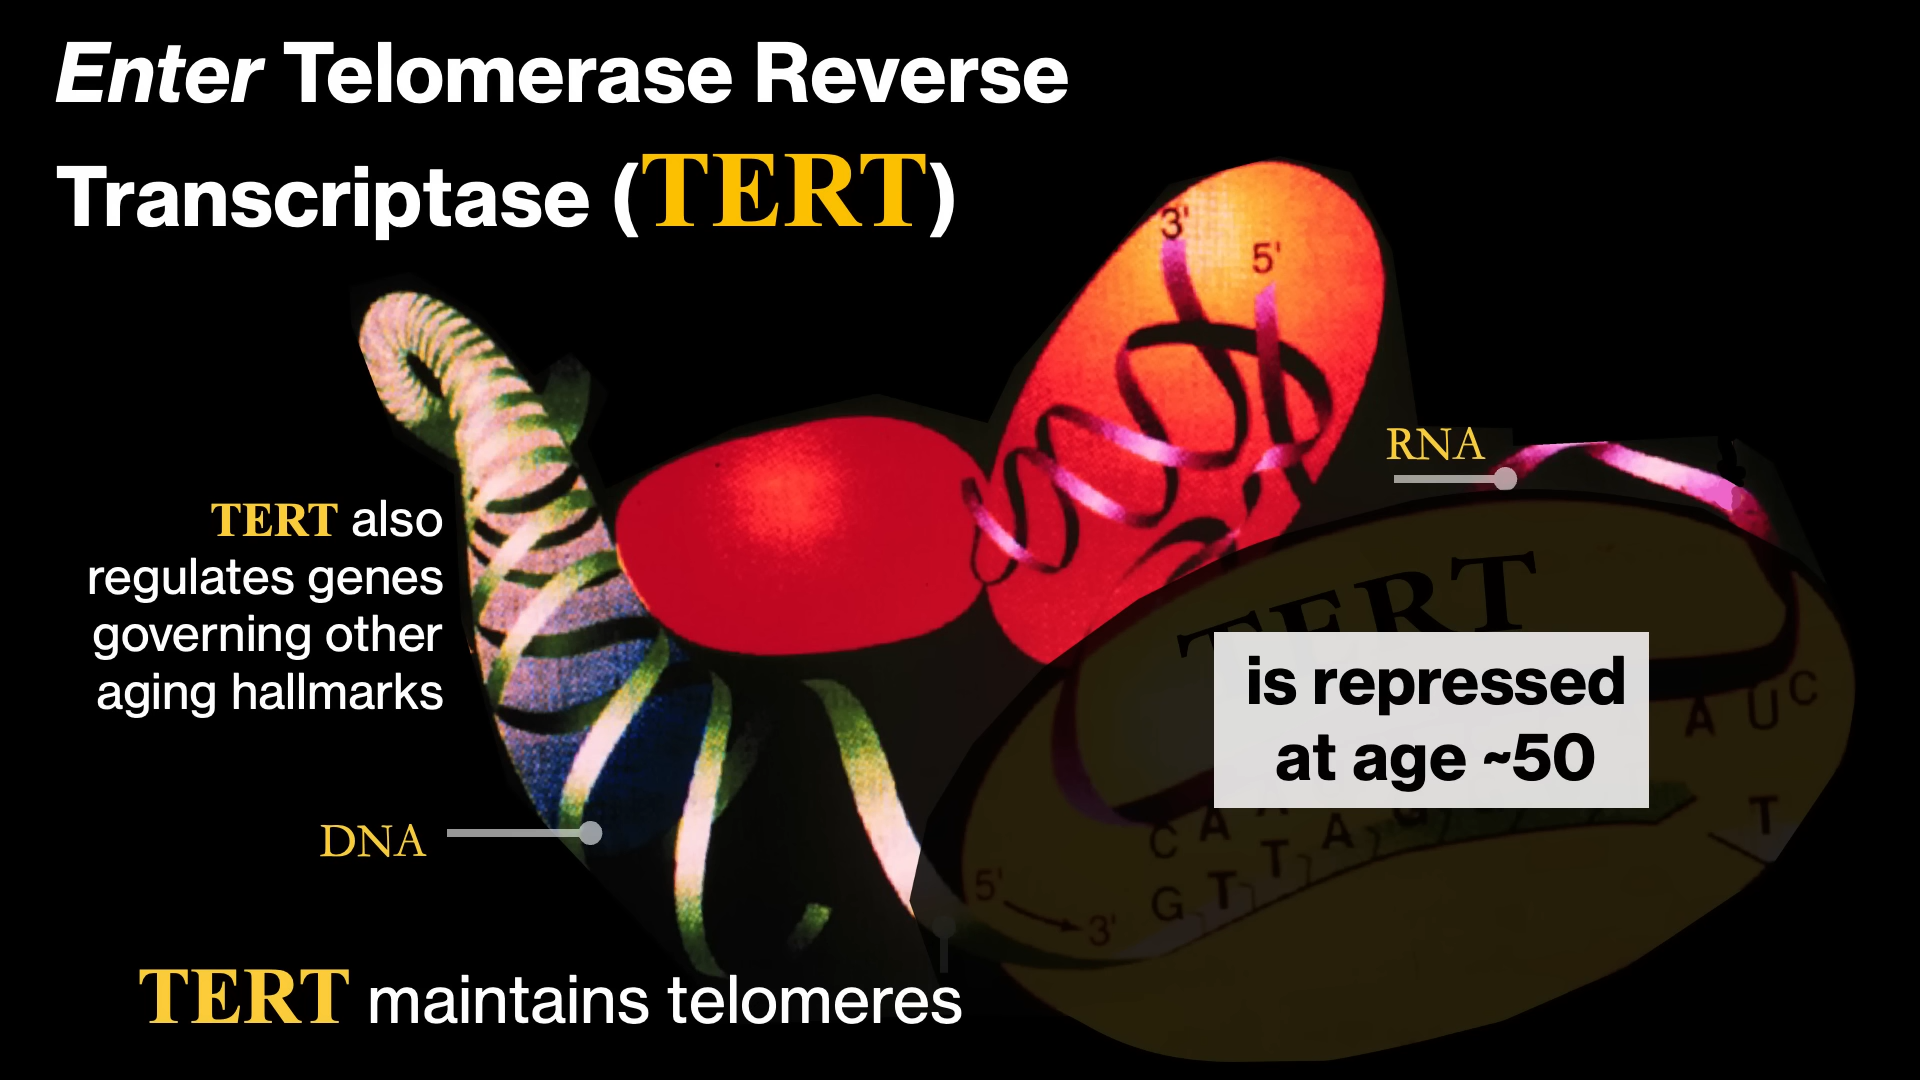 Enter Telomerase Reverse
Transcriptase (TERT)
3'
5'
RNA
TERT also
regulates genes
governing other
aging hallmarks
TERT
is repressed
at age ~50
A U C
C A A
G T T A G
T
5'
3'
DNA
TERT maintains telomeres